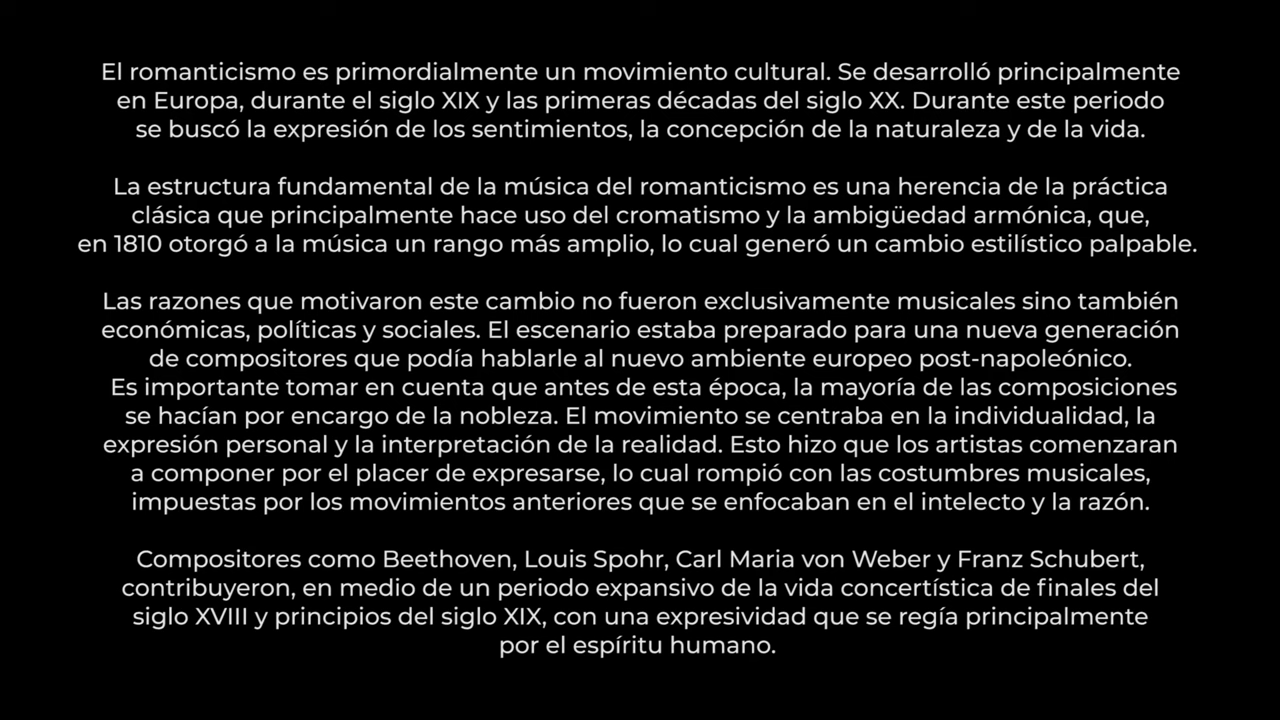 El romanticismo es primordialmente un movimiento cultural. Se desarrolló principalmente
en Europa, durante el siglo XIX y las primeras décadas del siglo XX. Durante este periodo
se buscó la expresión de los sentimientos, la concepción de la naturaleza y de la vida.
La estructura fundamental de la música del romanticismo es una herencia de la práctica
clásica que principalmente hace uso del cromatismo y la ambigüedad armónica, que,
en 1810 otorgó a la música un rango más amplio, lo cual generó un cambio estilístico palpable.
Las razones que motivaron este cambio no fueron exclusivamente musicales sino también
económicas, políticas y sociales. El escenario estaba preparado para una nueva generación
de compositores que podía hablarle al nuevo ambiente europeo post-napoleónico.
Es importante tomar en cuenta que antes de esta época, la mayoría de las composiciones
se hacían por encargo de la nobleza. El movimiento se centraba en la individualidad, la
expresión personal y la interpretación de la realidad. Esto hizo que los artistas comenzaran
a componer por el placer de expresarse, lo cual rompió con las costumbres musicales,
impuestas por los movimientos anteriores que se enfocaban en el intelecto y la razón.
Compositores como Beethoven, Louis Spohr, Carl Maria von Weber y Franz Schubert,
contribuyeron, en medio de un periodo expansivo de la vida concertística de finales del
siglo XVIII y principios del siglo XIX, con una expresividad que se regía principalmente
por el espíritu humano.